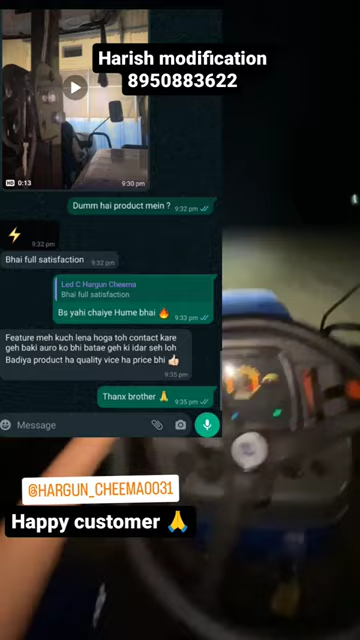 Harish modification
8950883622
HD 0:13
9:30 pm
Dumm hai product mein ?
9:32 pm
⚡
9:32 pm
Bhai full satisfaction
9:32 pm
Led C Hargun Cheema
Bhai full satisfaction
Bs yahi chaiye Hume bhai 🔥
9:33 pm
Feature meh kuch lena hoga toh contact kare
geh baki auro ko bhi batae geh ki idar seh loh
Badiya product ha quality vice ha price bhi 👍🏻
9:35 pm
Thanx brother 🙏
9:35 pm
Message
@HARGUN_CHEEMA0031
Happy customer 🙏